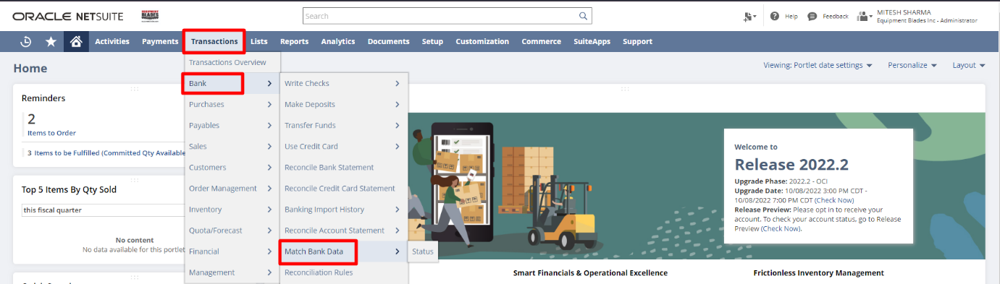 ORACLE NETSUITE
EQUIPMENT
BLADES
Search
Help
Feedback
MITESH SHARMA
Equipment Blades Inc - Administrator
Activities Payments Transactions Lists Reports Analytics Documents Setup Customization Commerce SuiteApps Support
Home
Viewing: Portlet date settings
Personalize
Layout
Reminders
2
Items to Order
3 Items to be Fulfilled (Committed Qty Available
Top 5 Items By Qty Sold
this fiscal quarter
No content
No data available for this portlet
Transactions Overview
Bank
Purchases
Payables
Sales
Customers
Order Management
Inventory
Quota/Forecast
Financial
Management
Write Checks
Make Deposits
Transfer Funds
Use Credit Card
Reconcile Bank Statement
Reconcile Credit Card Statement
Banking Import History
Reconcile Account Statement
Match Bank Data
Reconciliation Rules
Status
Welcome to
Release 2022.2
Upgrade Phase: 2022.2 - OCI
Upgrade Date: 10/08/2022 3:00 PM CDT -
10/08/2022 7:00 PM CDT (Check Now)
Release Preview: Please opt in to receive your
account. To check your account status, go to Release
Preview (Check Now).
Smart Financials & Operational Excellence
Frictionless Inventory Management